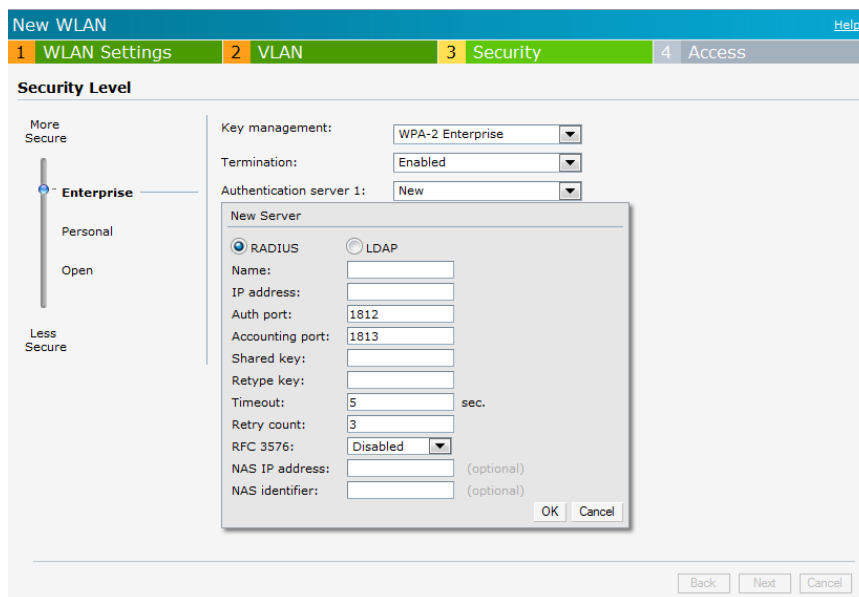 New WLAN
Help
1 WLAN Settings 2 VLAN 3 Security 4 Access
Security Level
More
Secure
Enterprise
Personal
Open
Less
Secure
Key management: WPA-2 Enterprise
Termination: Enabled
Authentication server 1: New
New Server
RADIUS LDAP
Name:
IP address:
Auth port: 1812
Accounting port: 1813
Shared key:
Retype key:
Timeout: 5 sec.
Retry count: 3
RFC 3576: Disabled
NAS IP address: (optional)
NAS identifier: (optional)
OK Cancel
Back Next Cancel